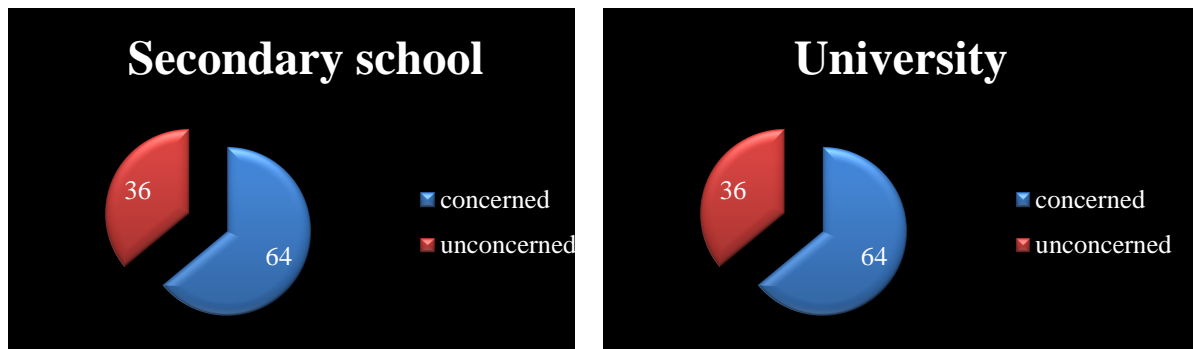 Secondary school
36
64
concerned
unconcerned
University
36
64
concerned
unconcerned